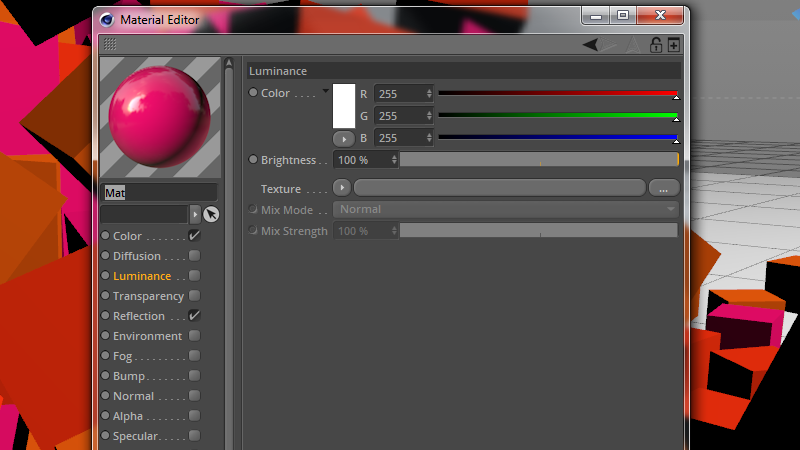 Material Editor
Luminance
Color . . . . R 255
G 255
B 255
Brightness . . 100 %
Texture . . . . ...
Mix Mode . . Normal
Mix Strength 100 %
Mat
Color . . . . . . .
Diffusion . . . .
Luminance . .
Transparency
Reflection . . .
Environment
Fog . . . . . . . . .
Bump . . . . . . .
Normal . . . . . .
Alpha . . . . . . .
Specular. . . . .